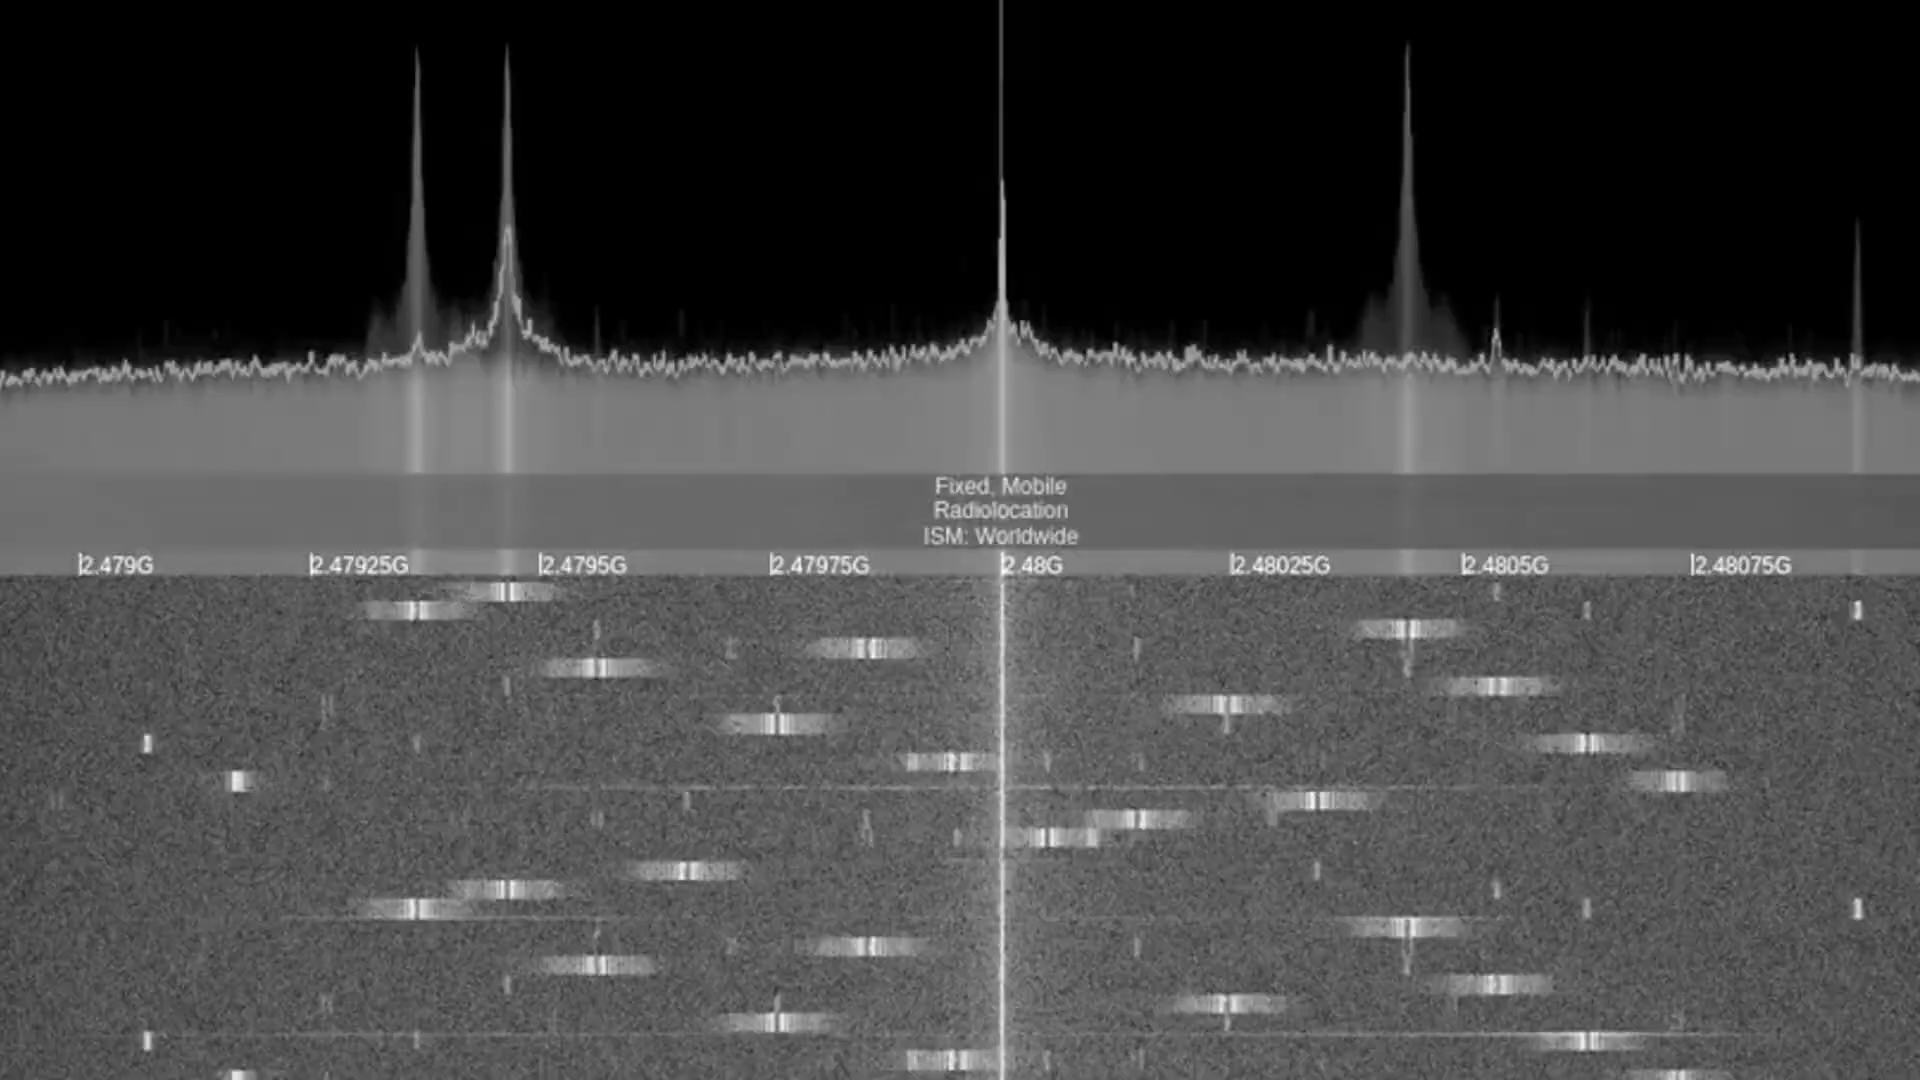 Fixed, Mobile
Radiolocation
ISM: Worldwide
2.479G 2.47925G 2.4795G 2.47975G 2.48G 2.48025G 2.4805G 2.48075G